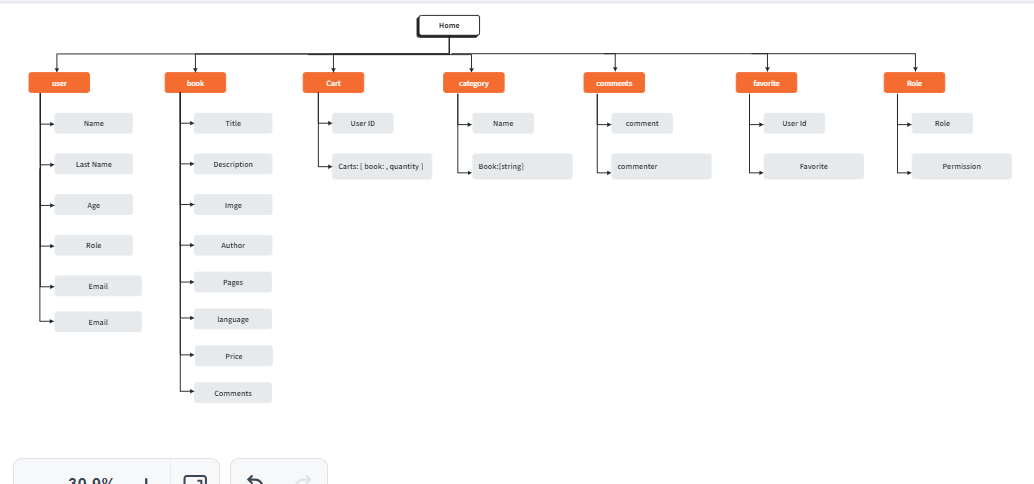 Home
user
book
Cart
category
comments
favorite
Role
Name
Title
User ID
Name
comment
User Id
Role
Last Name
Description
Carts: [ book: , quantity ]
Book:[string]
commenter
Favorite
Permission
Age
Imge
Role
Author
Email
Pages
Email
language
Price
Comments
30.9%